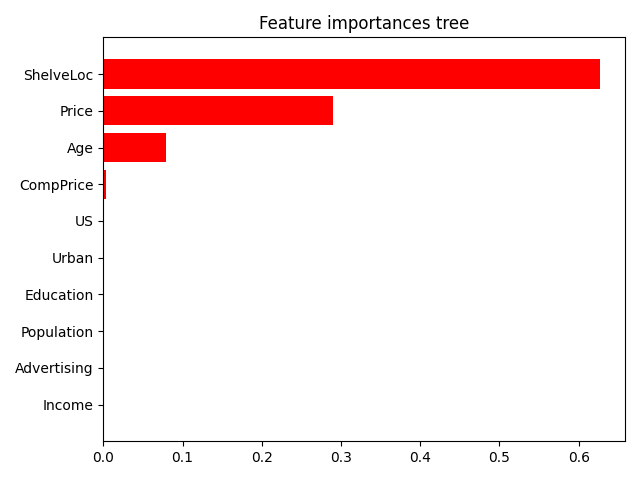 Feature importances tree
ShelveLoc
Price
Age
CompPrice
US
Urban
Education
Population
Advertising
Income
0.0 0.1 0.2 0.3 0.4 0.5 0.6